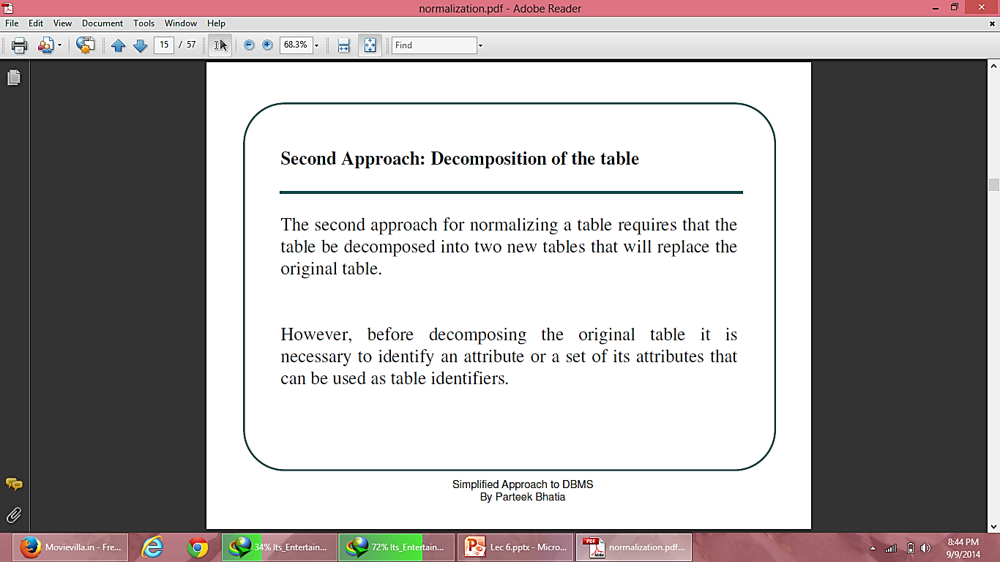 normalization.pdf - Adobe Reader
File Edit View Document Tools Window Help
15 / 57 68.3% Find
Second Approach: Decomposition of the table
The second approach for normalizing a table requires that the
table be decomposed into two new tables that will replace the
original table.
However, before decomposing the original table it is
necessary to identify an attribute or a set of its attributes that
can be used as table identifiers.
Simplified Approach to DBMS
By Parteek Bhatia
Movievilla.in - Fre... 34% Its_Entertain... 72% Its_Entertain... Lec 6.pptx - Micro... normalization.pdf... 8:44 PM
9/9/2014